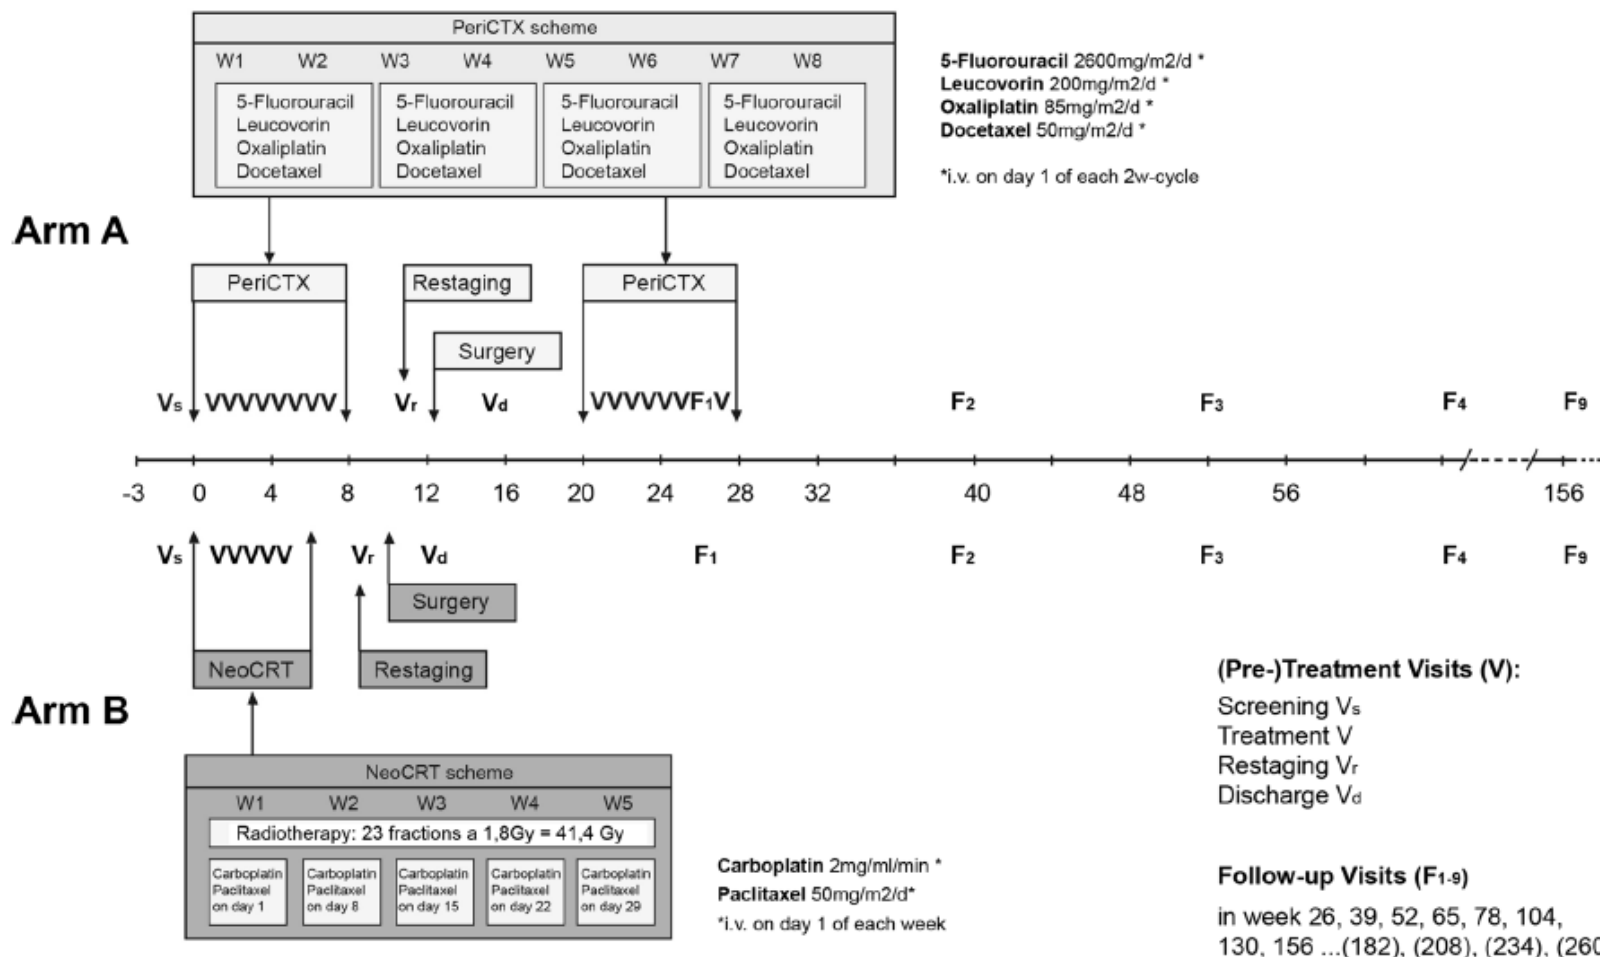 PeriCTX scheme
W1 W2 W3 W4 W5 W6 W7 W8
5-Fluorouracil 5-Fluorouracil 5-Fluorouracil 5-Fluorouracil
Leucovorin Leucovorin Leucovorin Leucovorin
Oxaliplatin Oxaliplatin Oxaliplatin Oxaliplatin
Docetaxel Docetaxel Docetaxel Docetaxel
5-Fluorouracil 2600mg/m2/d *
Leucovorin 200mg/m2/d *
Oxaliplatin 85mg/m2/d *
Docetaxel 50mg/m2/d *
*i.v. on day 1 of each 2w-cycle
Arm A
PeriCTX Restaging PeriCTX
Surgery
Vs VVVVVVVV Vr Vd VVVVVVF1V F2 F3 F4 F9
-3 0 4 8 12 16 20 24 28 32 40 48 56 156
Vs VVVVV Vr Vd F1 F2 F3 F4 F9
Surgery
NeoCRT Restaging
Arm B
NeoCRT scheme
W1 W2 W3 W4 W5
Radiotherapy: 23 fractions a 1,8Gy = 41,4 Gy
Carboplatin Carboplatin Carboplatin Carboplatin Carboplatin
Paclitaxel Paclitaxel Paclitaxel Paclitaxel Paclitaxel
on day 1 on day 8 on day 15 on day 22 on day 29
Carboplatin 2mg/ml/min *
Paclitaxel 50mg/m2/d*
*i.v. on day 1 of each week
(Pre-)Treatment Visits (V):
Screening Vs
Treatment V
Restaging Vr
Discharge Vd
Follow-up Visits (F1-9)
in week 26, 39, 52, 65, 78, 104,
130, 156 ...(182), (208), (234), (260